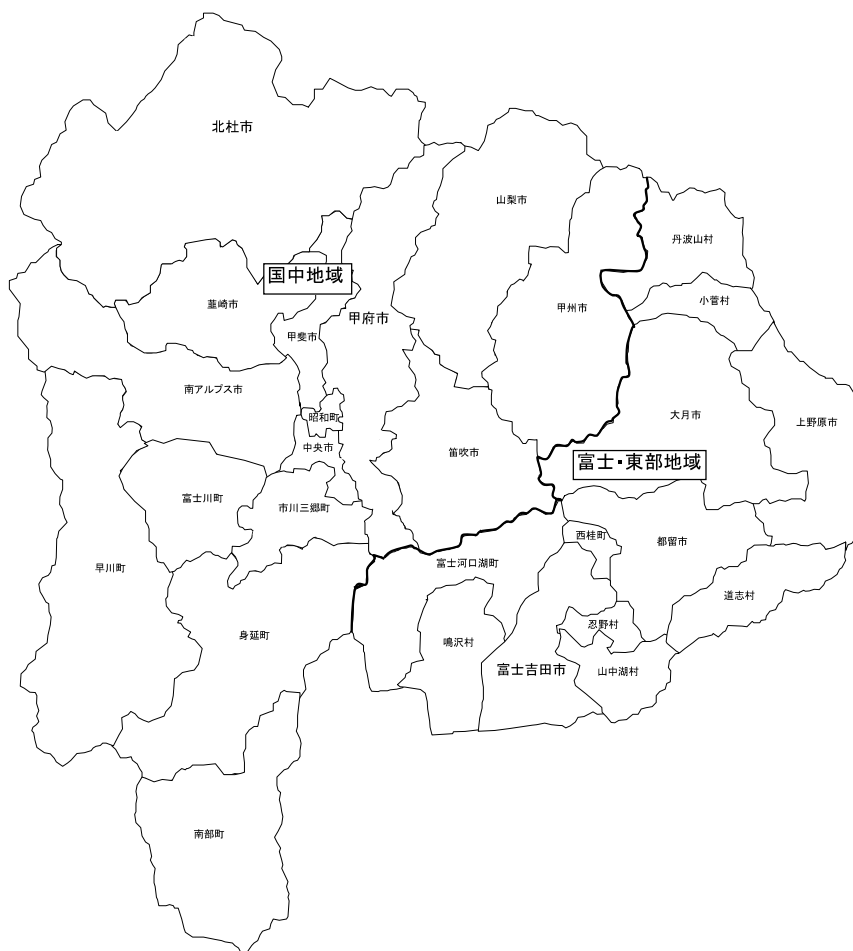 北杜市
山梨市
丹波山村
国中地域
小菅村
韮崎市
甲州市
甲府市
甲斐市
南アルプス市
昭和町
大月市
上野原市
中央市
笛吹市
富士・東部地域
富士川町
市川三郷町
西桂町
都留市
富士河口湖町
早川町
道志村
忍野村
身延町
鳴沢村
富士吉田市
山中湖村
南部町